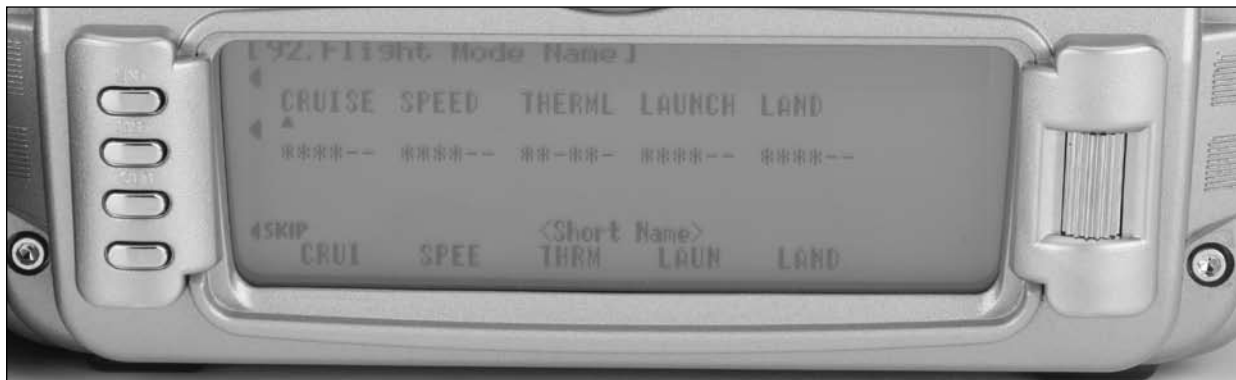 [92.Flight Mode Name]
CRUISE SPEED THERML LAUNCH LAND
****-- ****-- **-**- ****-- ****--
SKIP <Short Name>
CRUI SPEE THRM LAUN LAND